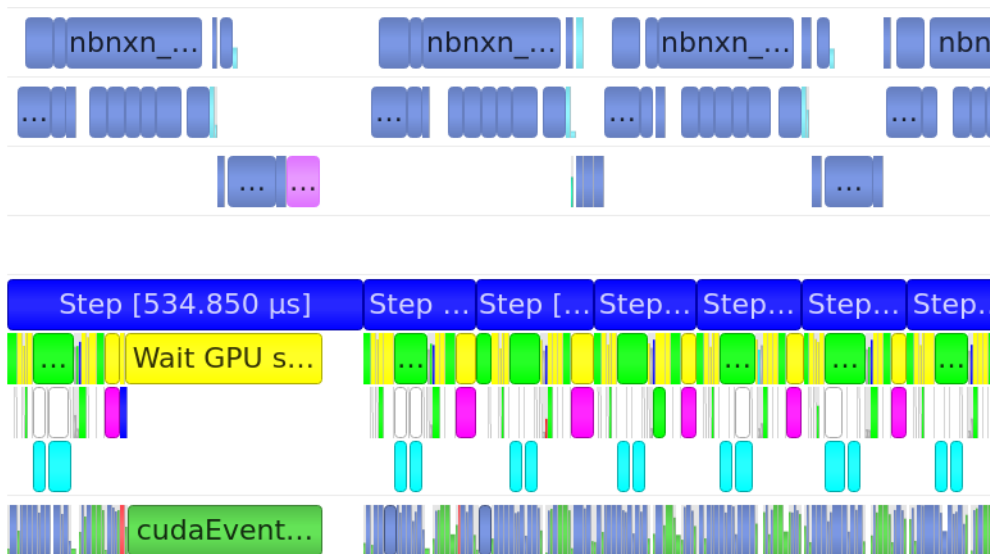 nbnxn_... nbnxn_... nbnxn_... nbn
... ... ... ...
... ... ...
Step [534.850 µs] Step ... Step [... Step... Step... Step... Step..
... Wait GPU s... ... ... ... ...
cudaEvent...